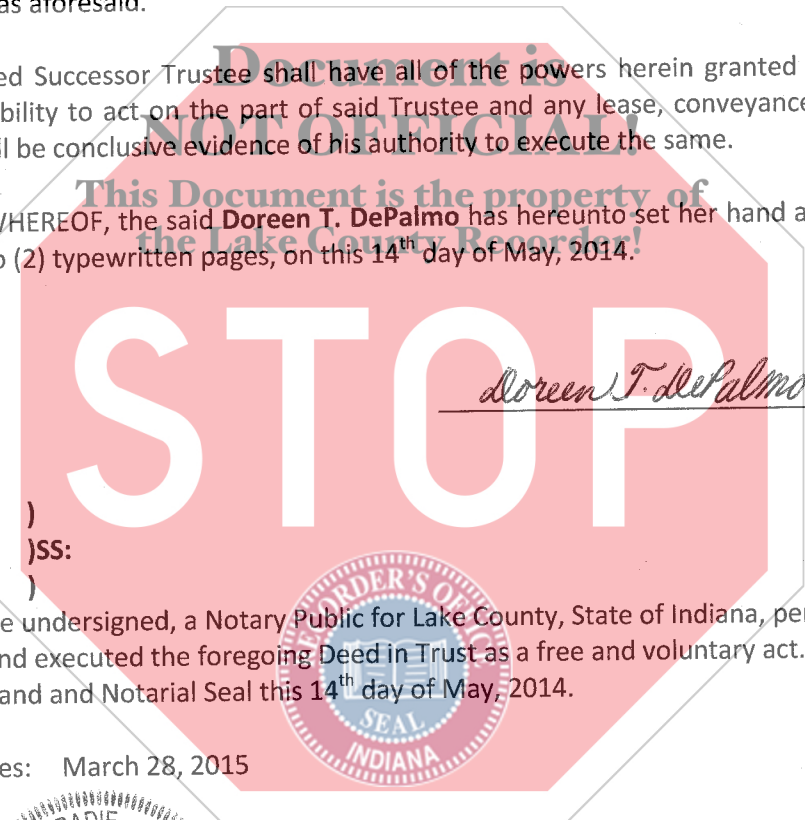 as aforesaid.
Document is
ed Successor Trustee shall have all of the powers herein granted
bility to act on the part of said Trustee and any lease, conveyance
NOT OFFICIAL!
ll be conclusive evidence of his authority to execute the same.
This Document is the property of
WHEREOF, the said Doreen T. DePalmo has hereunto set her hand a
the Lake County Recorder!
o (2) typewritten pages, on this 14th day of May, 2014.
STOP
Doreen T. DePalmo
)
)SS:
)
e undersigned, a Notary Public for Lake County, State of Indiana, per
nd executed the foregoing Deed in Trust as a free and voluntary act.
and and Notarial Seal this 14th day of May, 2014.
RECORDER'S OFFICE
SEAL
INDIANA
es: March 28, 2015